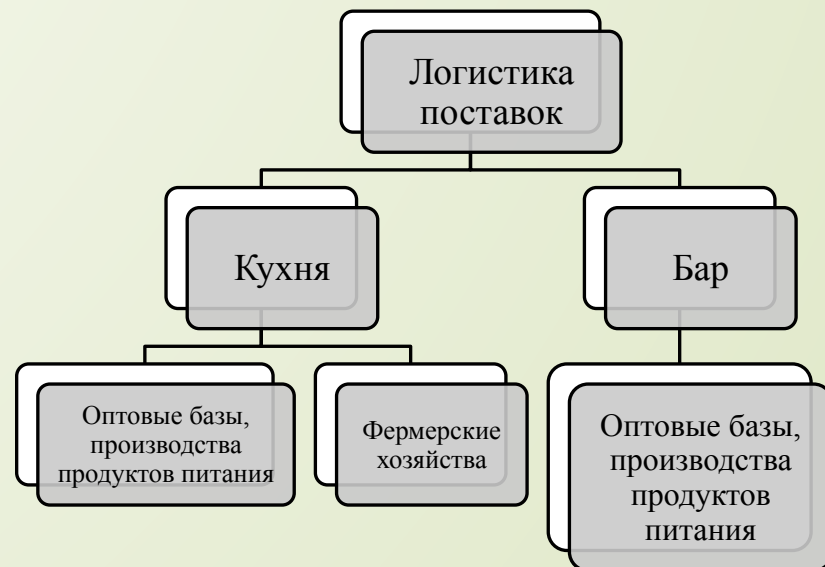 Логистика
поставок
Кухня
Бар
Оптовые базы,
производства
продуктов питания
Фермерские
хозяйства
Оптовые базы,
производства
продуктов
питания